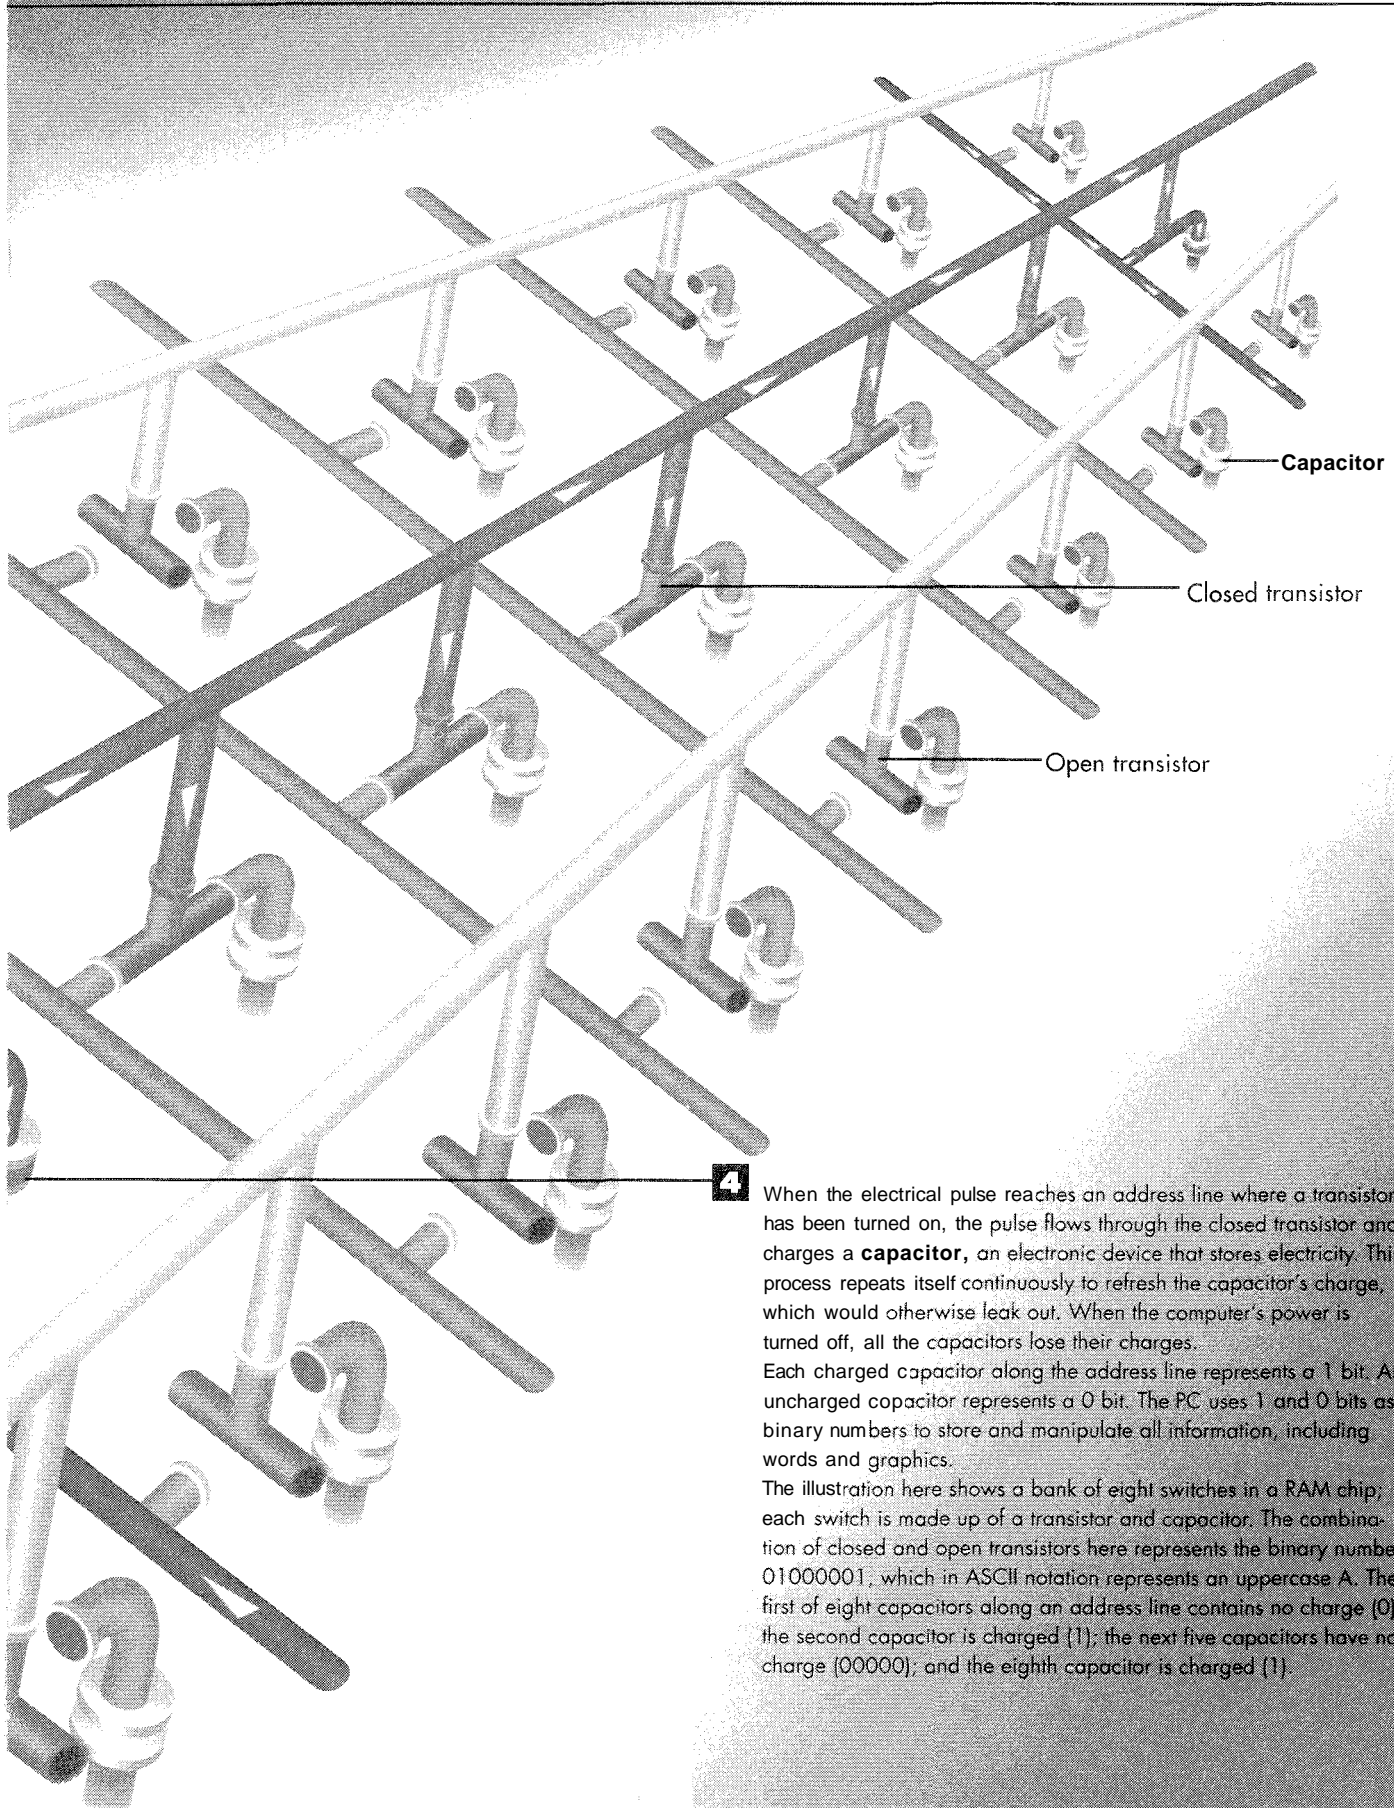 Capacitor
Closed transistor
Open transistor
4
When the electrical pulse reaches an address line where a transistor
has been turned on, the pulse flows through the closed transistor and
charges a capacitor, an electronic device that stores electricity. Thi
process repeats itself continuously to refresh the capacitor's charge,
which would otherwise leak out. When the computer's power is
turned off, all the capacitors lose their charges.
Each charged capacitor along the address line represents a 1 bit. A
uncharged copocitor represents a 0 bit. The PC uses 1 and 0 bits as
binary numbers to store and manipulate all information, including
words and graphics.
The illustration here shows a bank of eight switches in a RAM chip;
each switch is made up of a transistor and capacitor. The combina-
tion of closed and open transistors here represents the binary numbe
01000001, which in ASCII notation represents an uppercase A. The
first of eight capacitors along an address line contains no charge (0)
the second capacitor is charged (1); the next five capacitors have no
charge (00000); and the eighth capacitor is charged (1).